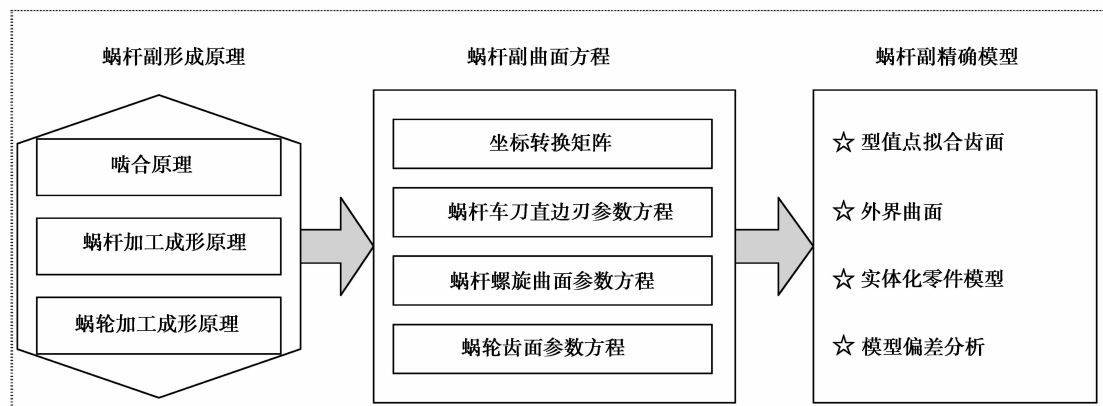 蜗杆副形成原理
啮合原理
蜗杆加工成形原理
蜗轮加工成形原理
蜗杆副曲面方程
坐标转换矩阵
蜗杆车刀直边刃参数方程
蜗杆螺旋曲面参数方程
蜗轮齿面参数方程
蜗杆副精确模型
☆ 型值点拟合齿面
☆ 外界曲面
☆ 实体化零件模型
☆ 模型偏差分析